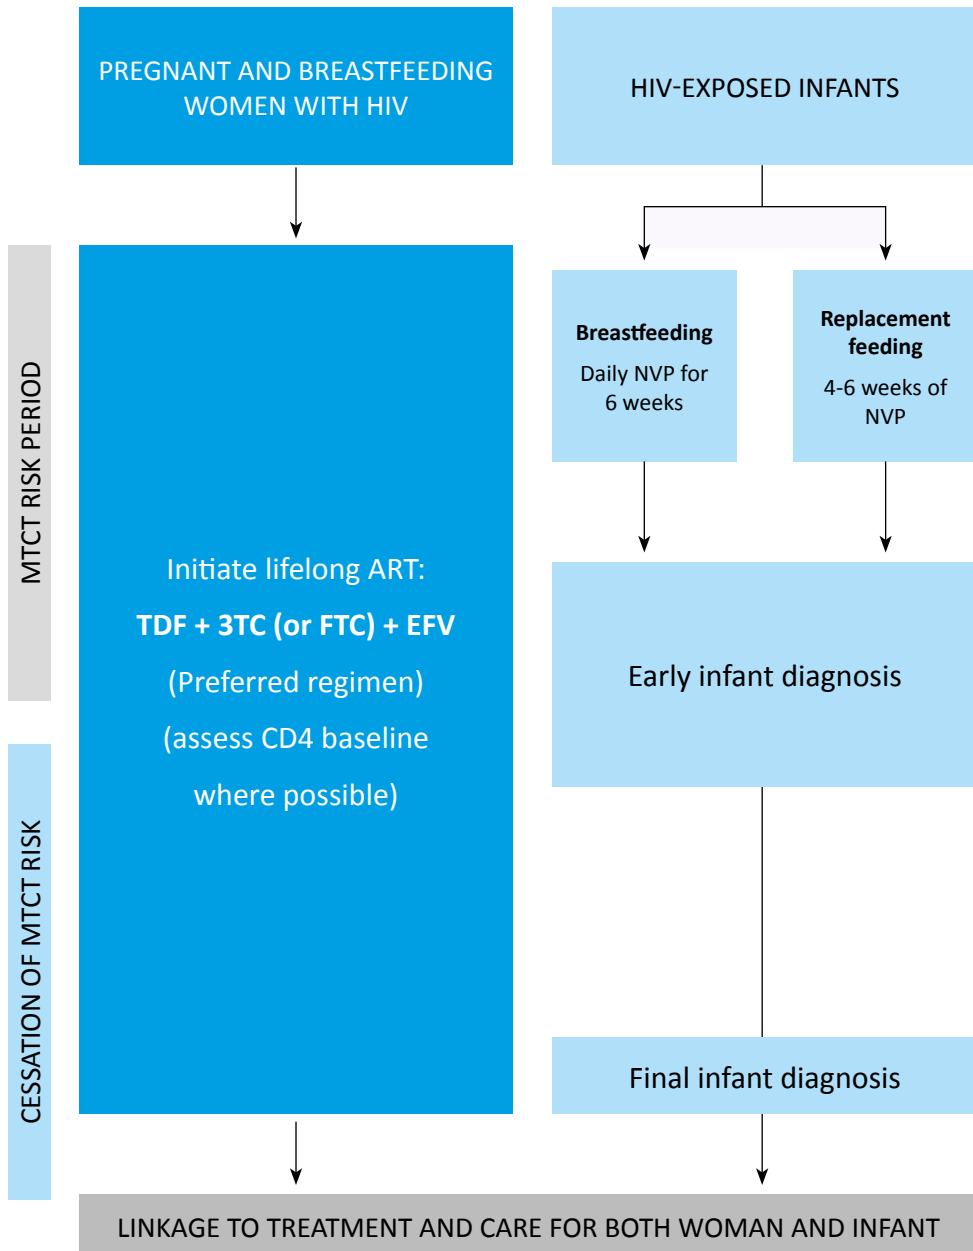 PREGNANT AND BREASTFEEDING
WOMEN WITH HIV
HIV-EXPOSED INFANTS
MTCT RISK PERIOD
CESSATION OF MTCT RISK
Initiate lifelong ART:
TDF + 3TC (or FTC) + EFV
(Preferred regimen)
(assess CD4 baseline
where possible)
Breastfeeding
Daily NVP for
6 weeks
Replacement
feeding
4-6 weeks of
NVP
Early infant diagnosis
Final infant diagnosis
LINKAGE TO TREATMENT AND CARE FOR BOTH WOMAN AND INFANT